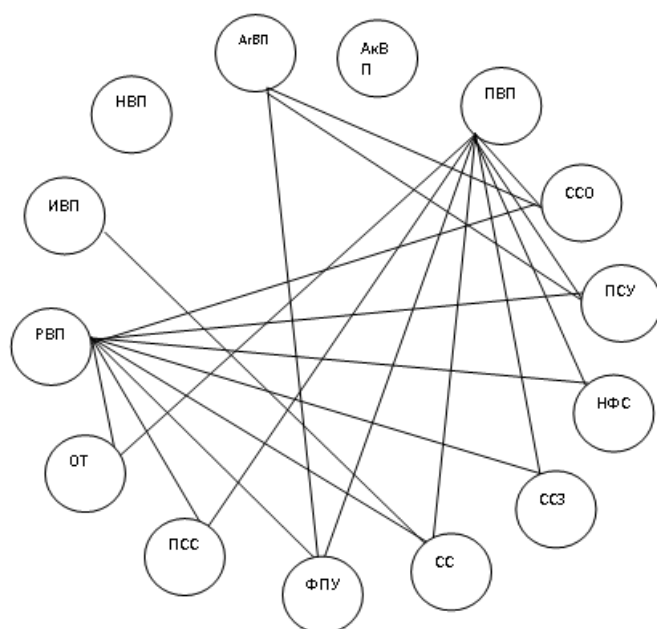 АгВП
АкВ
П
НВП
ПВП
ИВП
ССО
ПСУ
РВП
НФС
ОТ
ССЗ
ПСС
СС
ФПУ